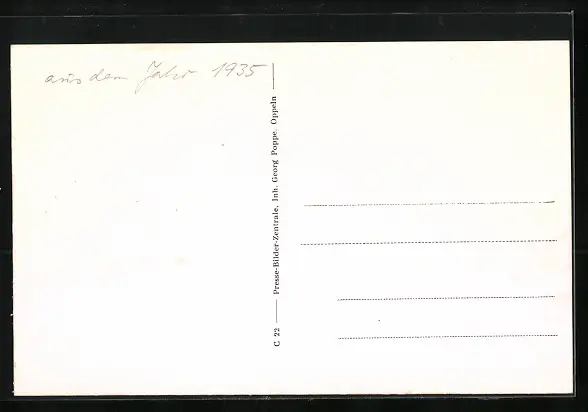 aus dem Jahr 1935
C 22 — Presse-Bilder-Zentrale, Inh. Georg Poppe, Oppeln